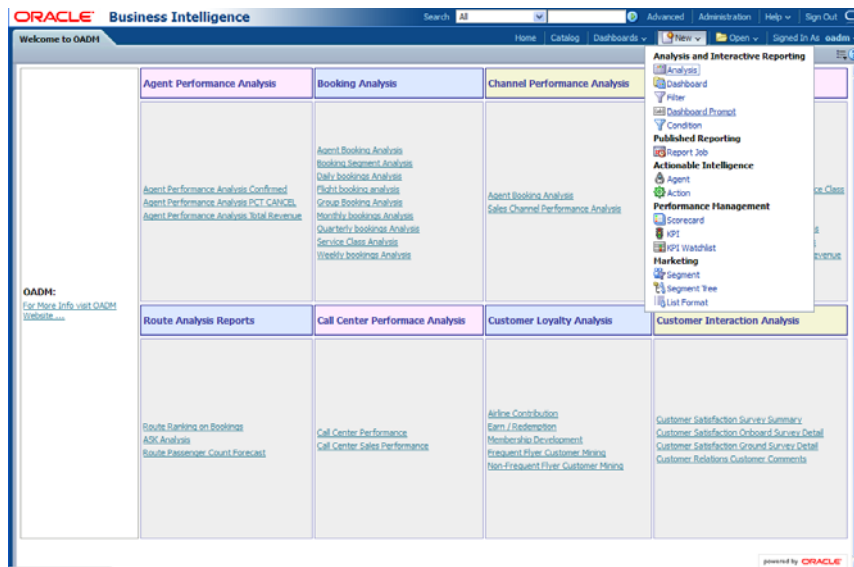 ORACLE Business Intelligence
Search All Advanced Administration Help Sign Out
Welcome to OADM
Home Catalog Dashboards New Open Signed In As oadm
Analysis and Interactive Reporting
Analysis
Dashboard
Filter
Dashboard Prompt
Condition
Published Reporting
Report Job
Actionable Intelligence
Agent
Action
Performance Management
Scorecard
KPI
KPI Watchlist
Marketing
Segment
Segment Tree
List Format
OADM:
For More Info visit OADM
Website ...
Agent Performance Analysis
Agent Performance Analysis Confirmed
Agent Performance Analysis PCT CANCEL
Agent Performance Analysis Total Revenue
Booking Analysis
Agent Booking Analysis
Booking Segment Analysis
Daily bookings Analysis
Flight booking analysis
Group Booking Analysis
Monthly bookings Analysis
Quarterly bookings Analysis
Service Class Analysis
Weekly bookings Analysis
Channel Performance Analysis
Agent Booking Analysis
Sales Channel Performance Analysis
Class
Route Analysis Reports
Route Ranking on Bookings
ASK Analysis
Route Passenger Count Forecast
Call Center Performace Analysis
Call Center Performance
Call Center Sales Performance
Customer Loyalty Analysis
Airline Contribution
Earn / Redemption
Membership Development
Frequent Flyer Customer Mining
Non-Frequent Flyer Customer Mining
Customer Interaction Analysis
Customer Satisfaction Survey Summary
Customer Satisfaction Onboard Survey Detail
Customer Satisfaction Ground Survey Detail
Customer Relations Customer Comments
powered by ORACLE